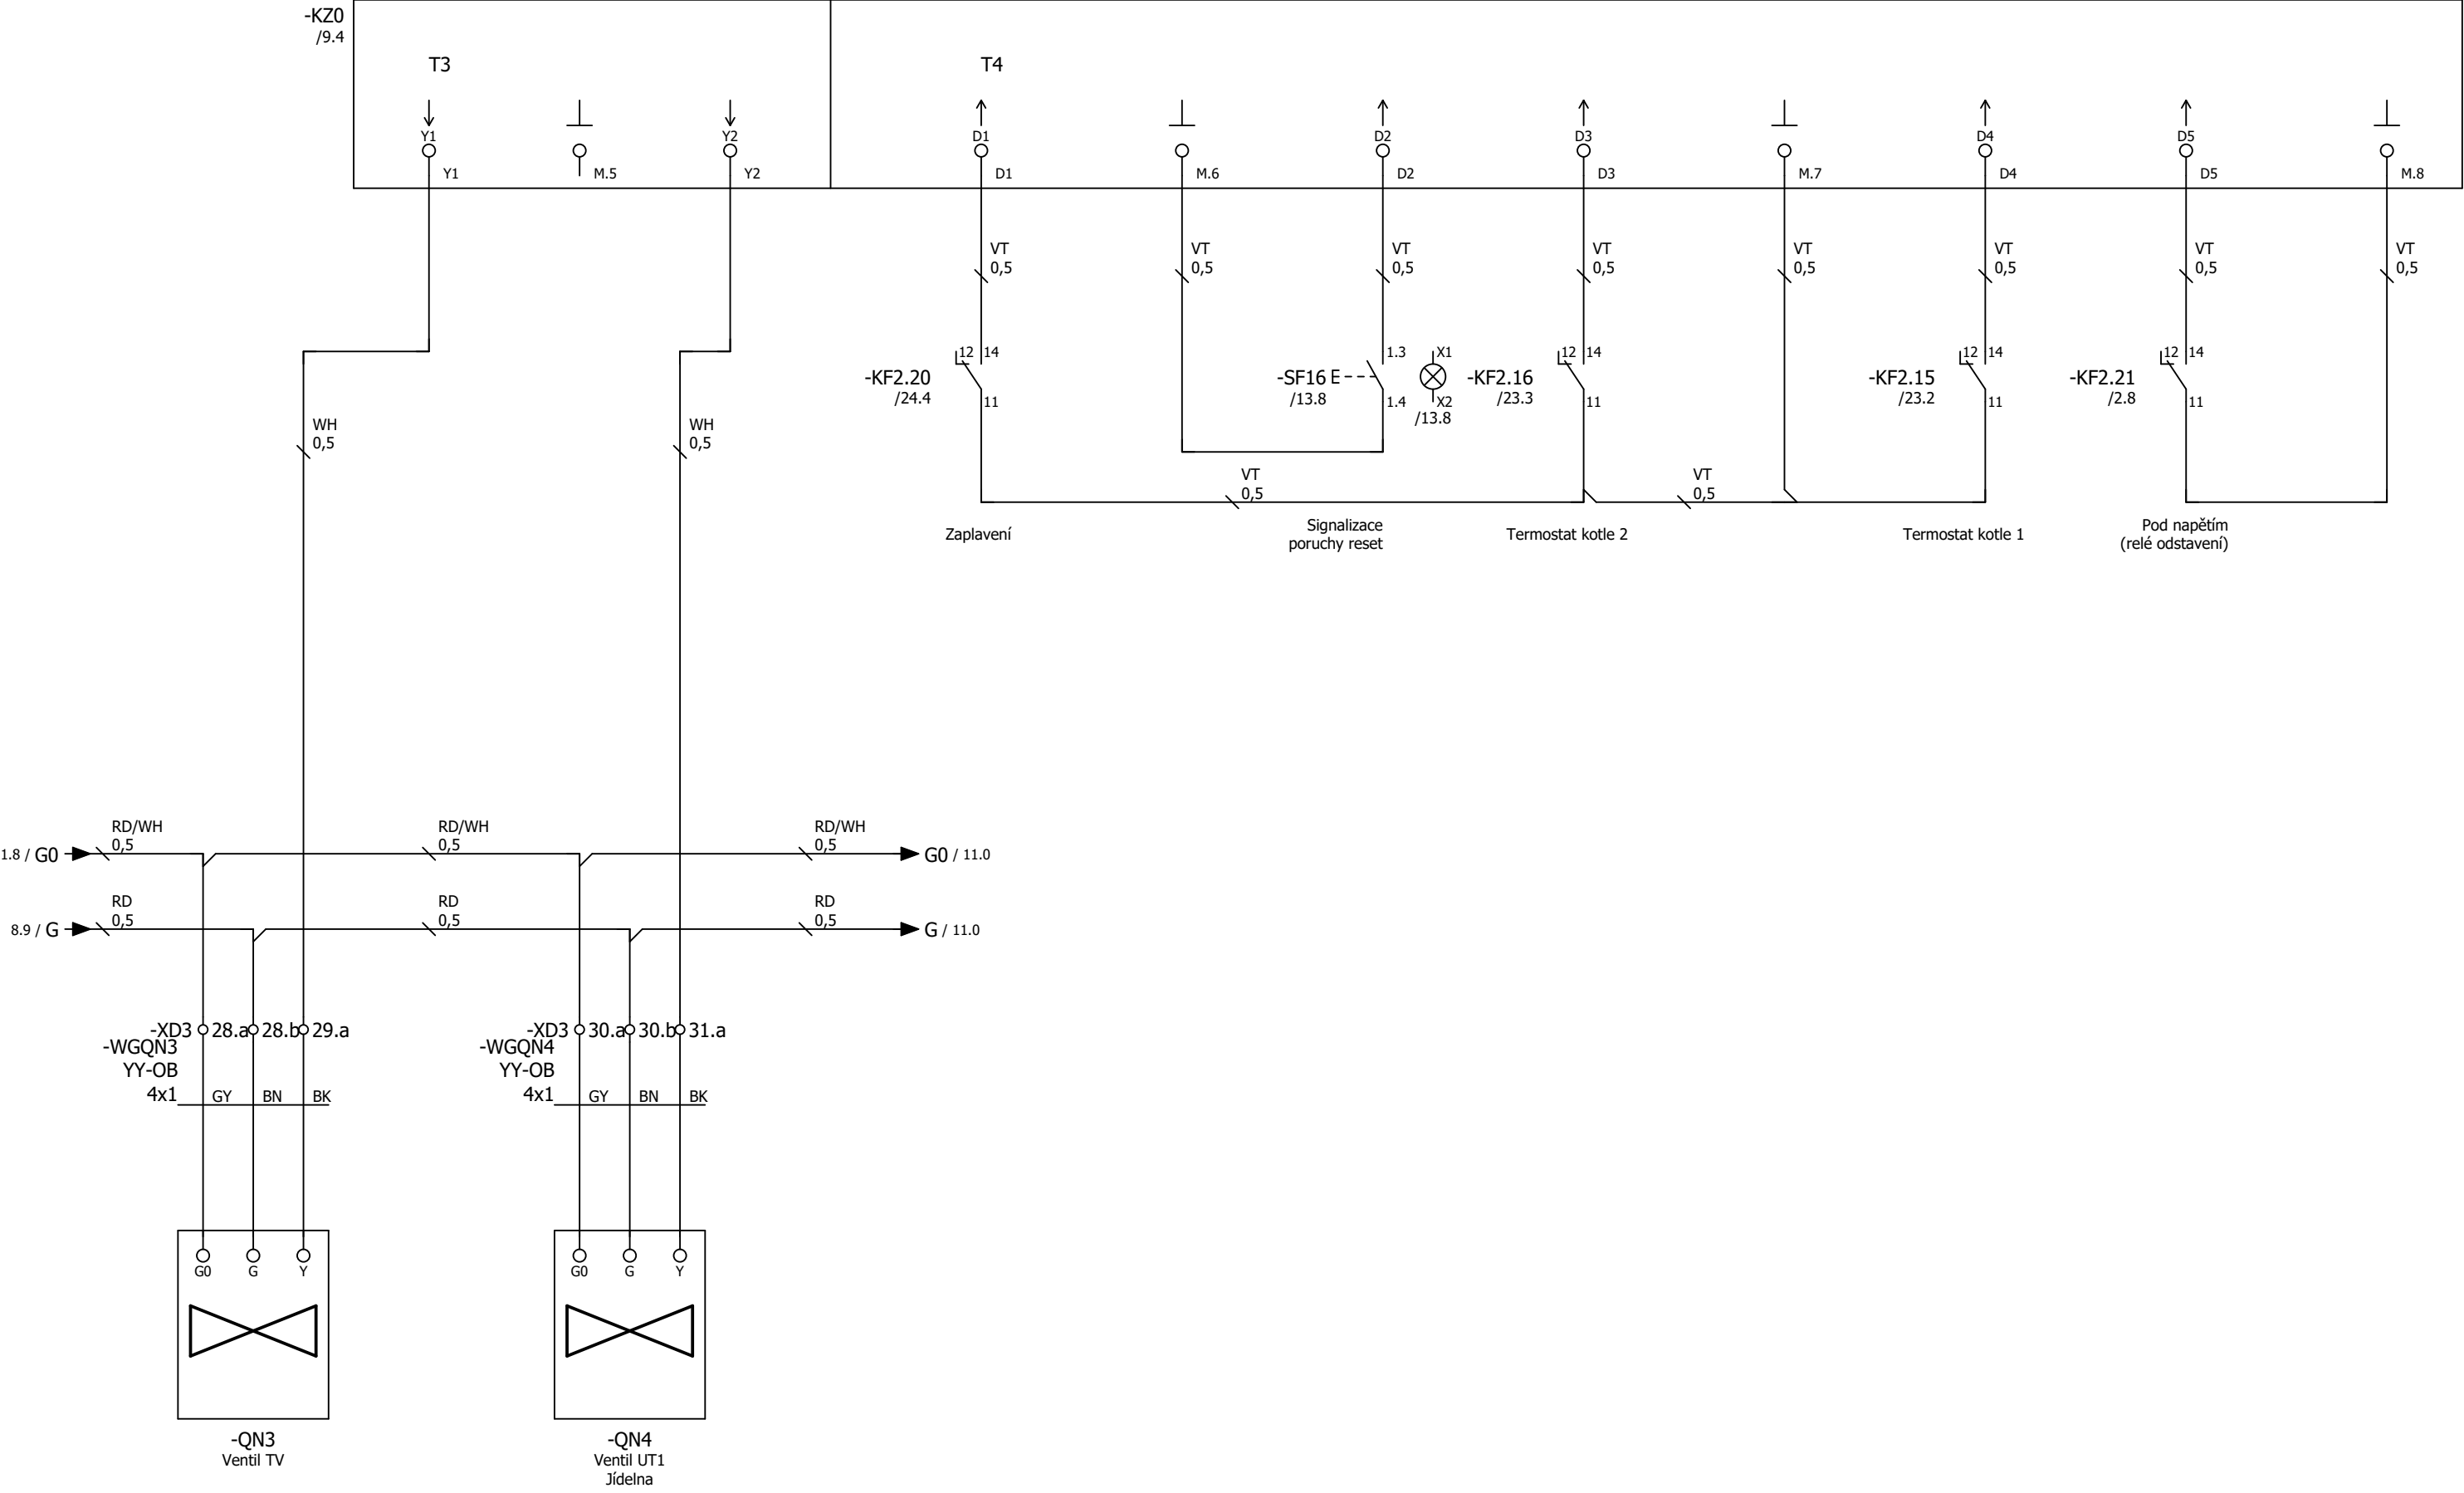 -KZ0
/9.4
T3
T4
Y1
Y2
D1
D2
D3
D4
D5
Y1
M.5
Y2
D1
M.6
D2
D3
M.7
D4
D5
M.8
VT
0,5
VT
0,5
VT
0,5
VT
0,5
VT
0,5
VT
0,5
VT
0,5
VT
0,5
-KF2.20
/24.4
12
14
11
-SF16
/13.8
1.3
1.4
X1
X2
/13.8
-KF2.16
/23.3
12
14
11
-KF2.15
/23.2
12
14
11
-KF2.21
/2.8
12
14
11
WH
0,5
WH
0,5
VT
0,5
VT
0,5
Zaplavení
Signalizace
poruchy reset
Termostat kotle 2
Termostat kotle 1
Pod napětím
(relé odstavení)
1.8 / G0
RD/WH
0,5
RD/WH
0,5
RD/WH
0,5
G0 / 11.0
8.9 / G
RD
0,5
RD
0,5
RD
0,5
G / 11.0
-XD3 28.a 28.b 29.a
-WGQN3
YY-OB
4x1
GY BN BK
-XD3 30.a 30.b 31.a
-WGQN4
YY-OB
4x1
GY BN BK
G0 G Y
G0 G Y
-QN3
Ventil TV
-QN4
Ventil UT1
Jídelna